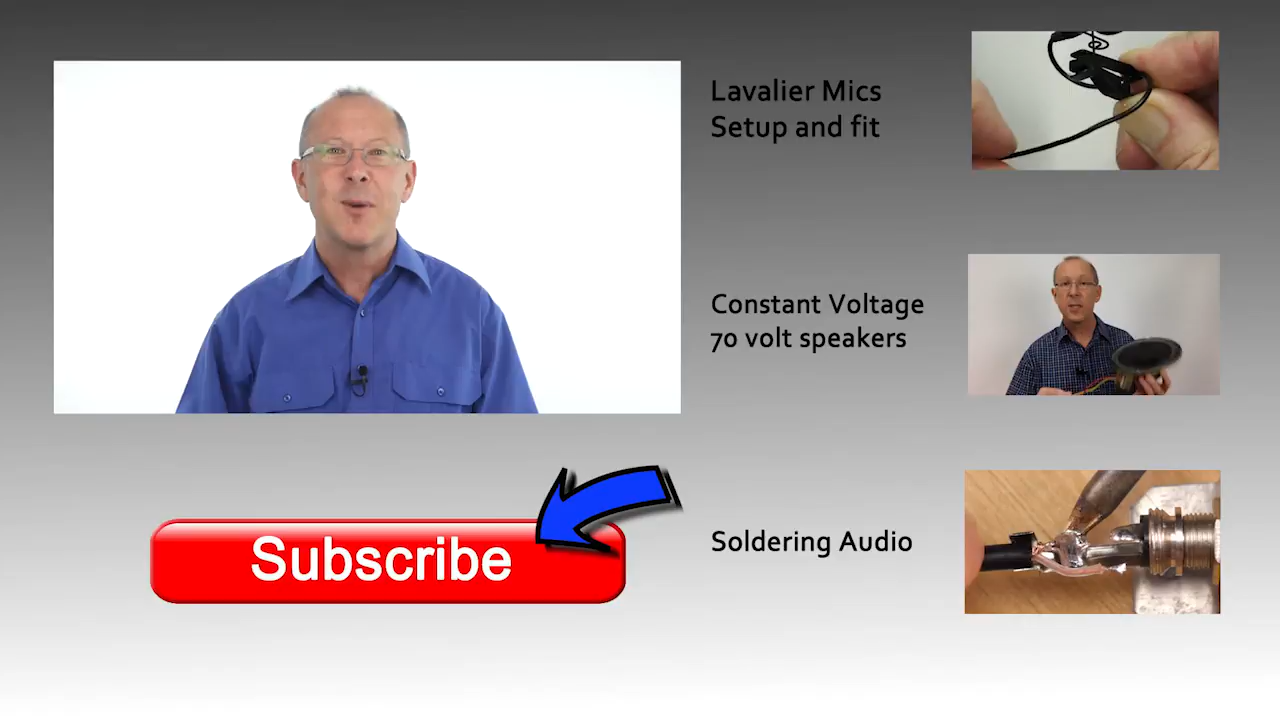 Lavalier Mics
Setup and fit
Constant Voltage
70 volt speakers
Subscribe
Soldering Audio